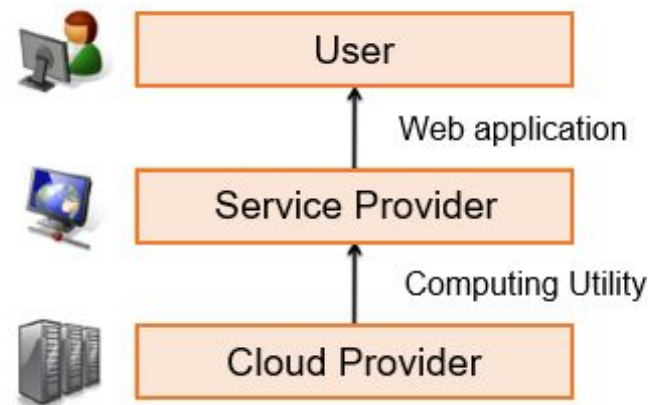 User
Web application
Service Provider
Computing Utility
Cloud Provider